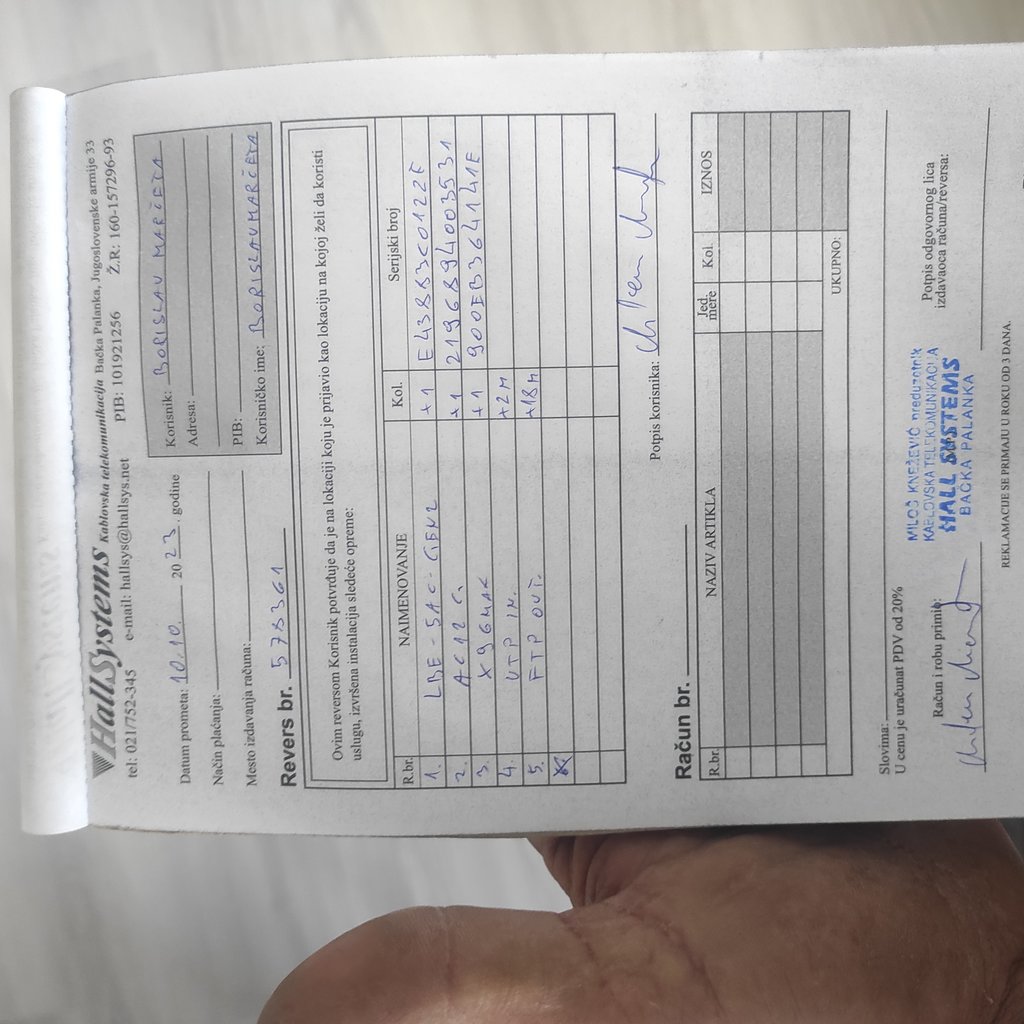 HallSystems Kablovska telekomunikacija Bačka Palanka, Jugoslovenske armije 33
tel: 021/752-345 e-mail: hallsys@hallsys.net PIB: 101921256 Ž.R: 160-157296-93
Datum prometa: 10.10. 2023. godine
Način plaćanja:
Mesto izdavanja računa:
Korisnik: BORISLAV MARČETA
Adresa:
PIB:
Korisničko ime: BORISLAVMARČETA
Revers br. 578361
Ovim reversom Korisnik potvrđuje da je na lokaciji koju je prijavio kao lokaciju na kojoj želi da koristi
uslugu, izvršena instalacija sledeće opreme:
R.br. NAIMENOVANJE Kol. Serijski broj
1. LBE-5AC-GEN2 +1 E43883C0122F
2. AC12 G. +1 2196894003531
3. X96MAX +1 900EB364141E
4. UTP IN. +2M
5. FTP OUT. +18M
Potpis korisnika:
Račun br.
R.br. NAZIV ARTIKLA Jed. mere Kol. IZNOS
UKUPNO:
Slovima:
U cenu je uračunat PDV od 20%
Račun i robu primio:
MILOŠ KNEŽEVIĆ preduzetnik
KABLOVSKA TELEKOMUNIKACIJA
HALL SYSTEMS
BAČKA PALANKA
Potpis odgovornog lica
izdavaoca računa/reversa:
REKLAMACIJE SE PRIMAJU U ROKU OD 3 DANA.